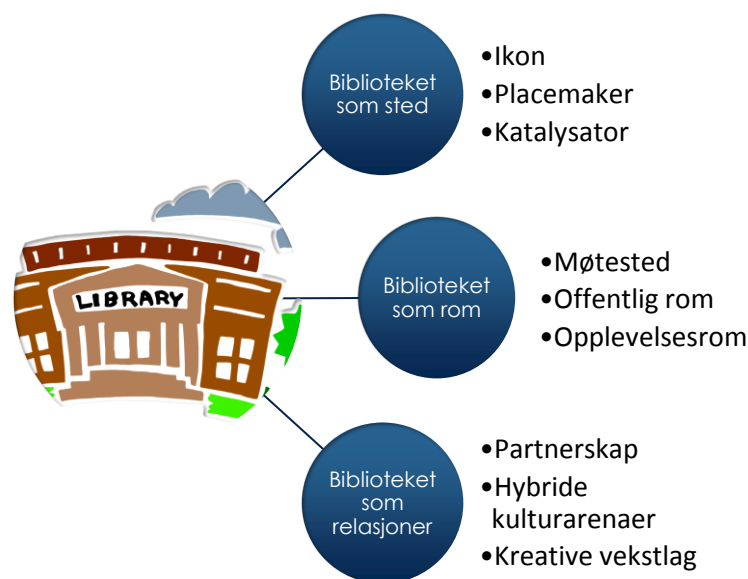 Biblioteket
som sted
•Ikon
•Placemaker
•Katalysator
LIBRARY
Biblioteket
som rom
•Møtested
•Offentlig rom
•Opplevelsesrom
Biblioteket
som
relasjoner
•Partnerskap
•Hybride
kulturarenaer
•Kreative vekstlag